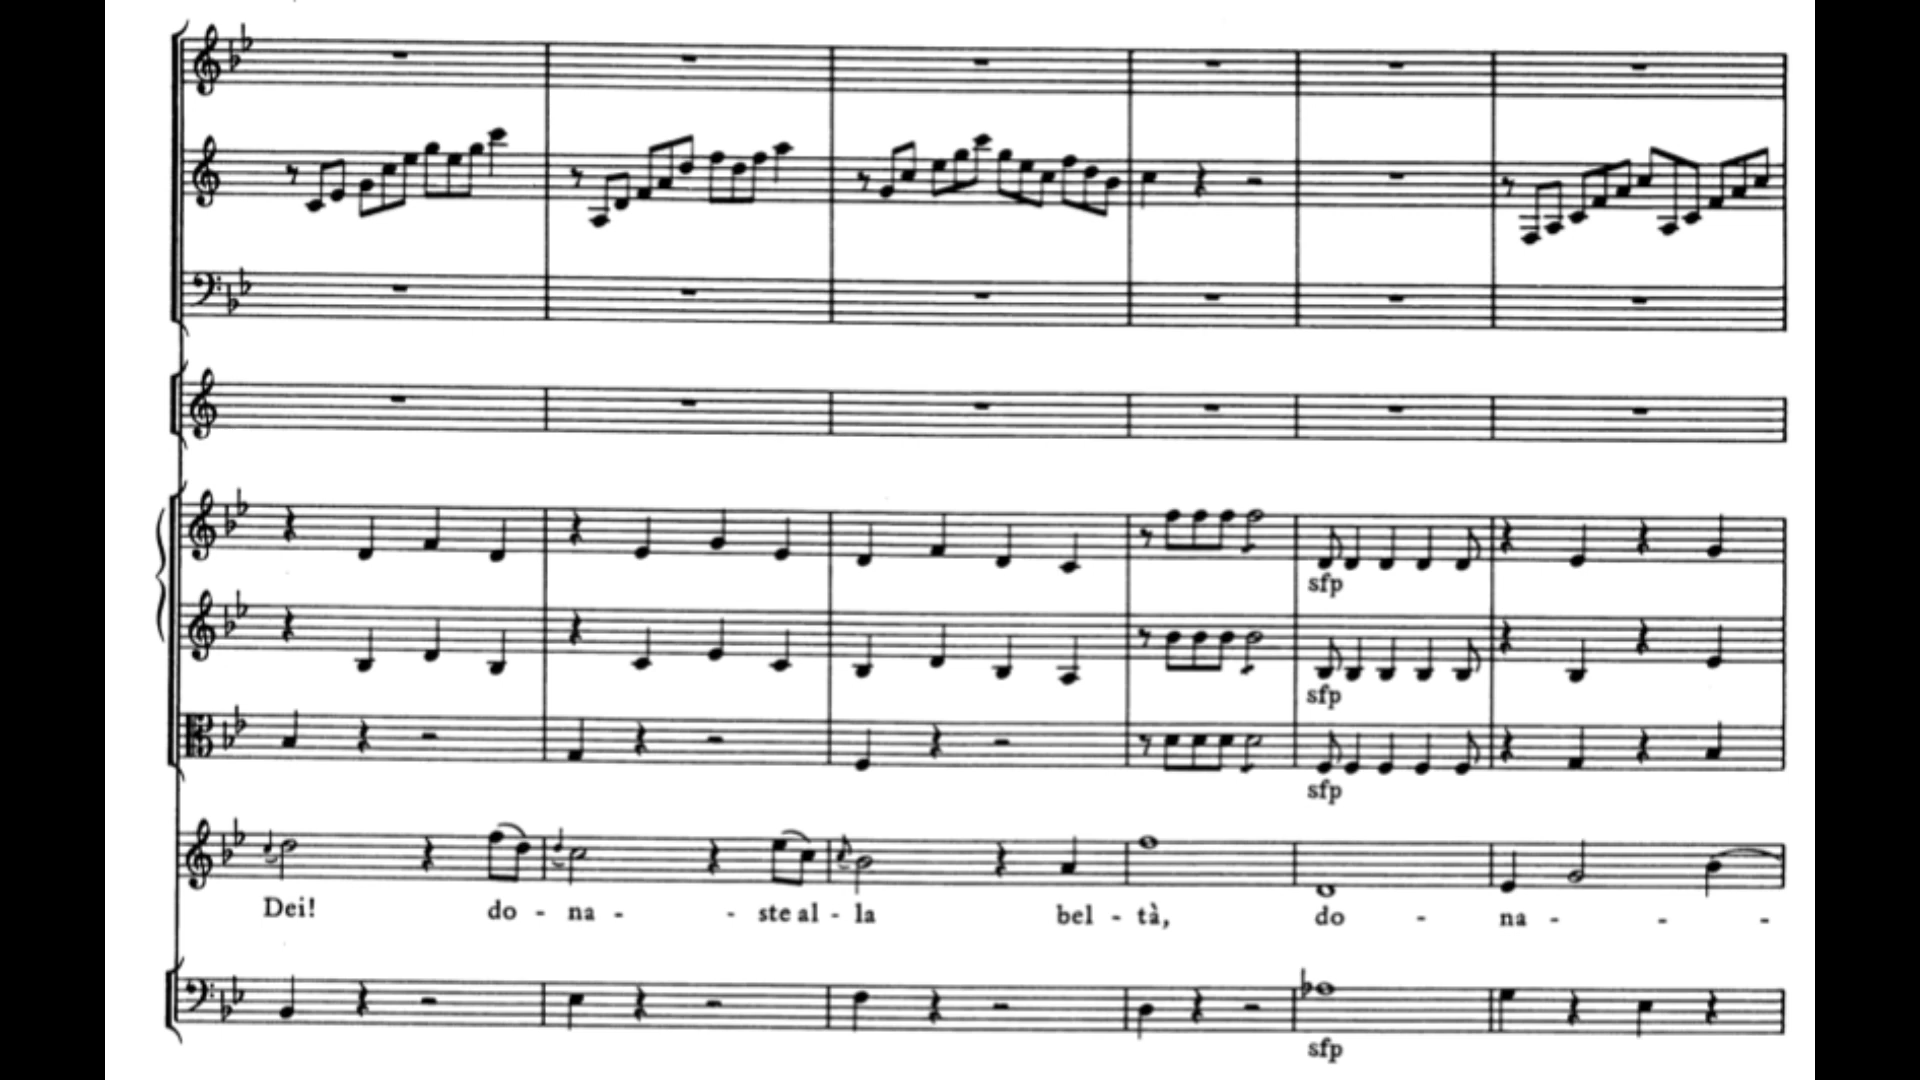 sfp
sfp
sfp
Dei! do - na - - ste al - la bel - tà, do - na - - -
sfp